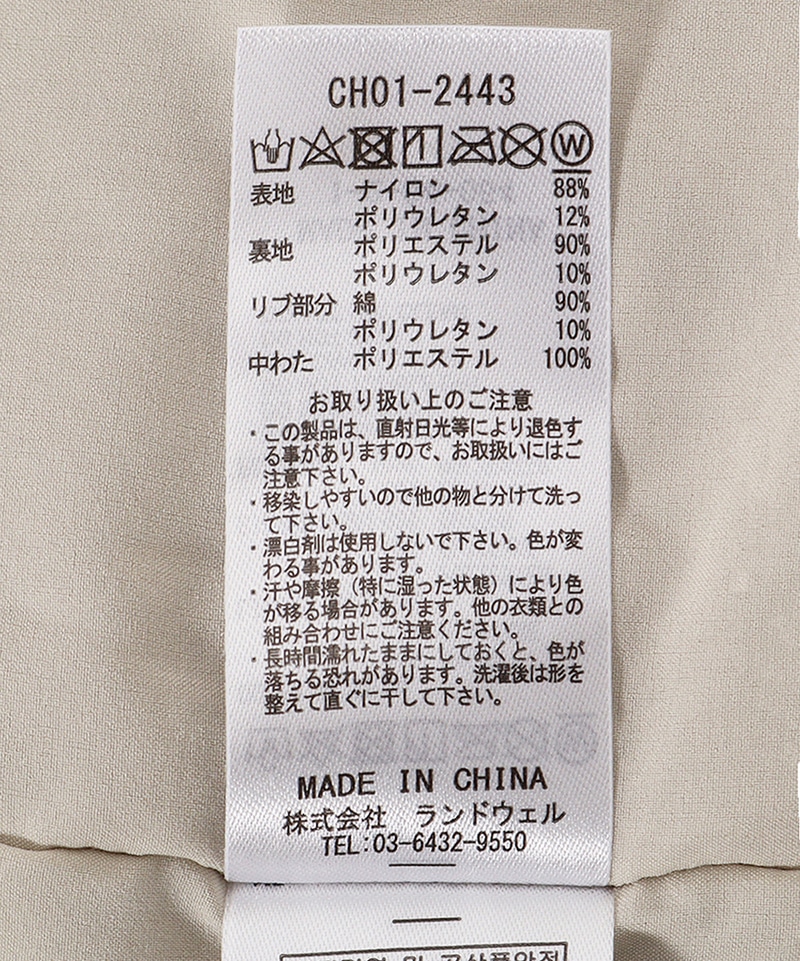 CH01-2443
W
表地 ナイロン 88%
ポリウレタン 12%
裏地 ポリエステル 90%
ポリウレタン 10%
リブ部分 綿 90%
ポリウレタン 10%
中わた ポリエステル 100%
お取り扱い上のご注意
・この製品は、直射日光等により退色す
る事がありますので、お取扱いにはご
注意下さい。
・移染しやすいので他の物と分けて洗っ
て下さい。
・漂白剤は使用しないで下さい。色が変
わる事があります。
・汗や摩擦（特に湿った状態）により色
が移る場合があります。他の衣類との
組み合わせにご注意ください。
・長時間濡れたままにしておくと、色が
落ちる恐れがあります。洗濯後は形を
整えて直ぐに干して下さい。
MADE IN CHINA
株式会社 ランドウェル
TEL:03-6432-9550